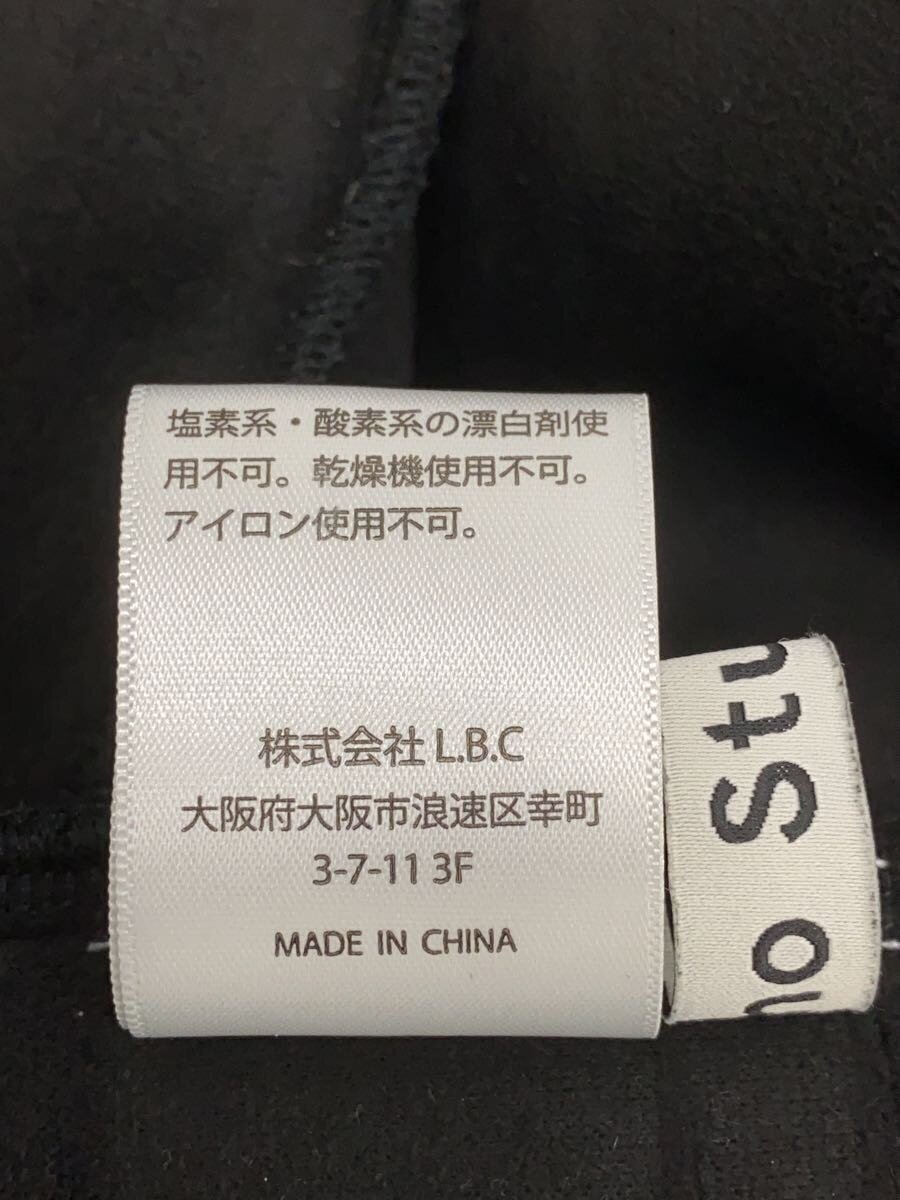 塩素系・酸素系の漂白剤使
用不可。乾燥機使用不可。
アイロン使用不可。
株式会社 L.B.C
大阪府大阪市浪速区幸町
3-7-11 3F
MADE IN CHINA
no Stu